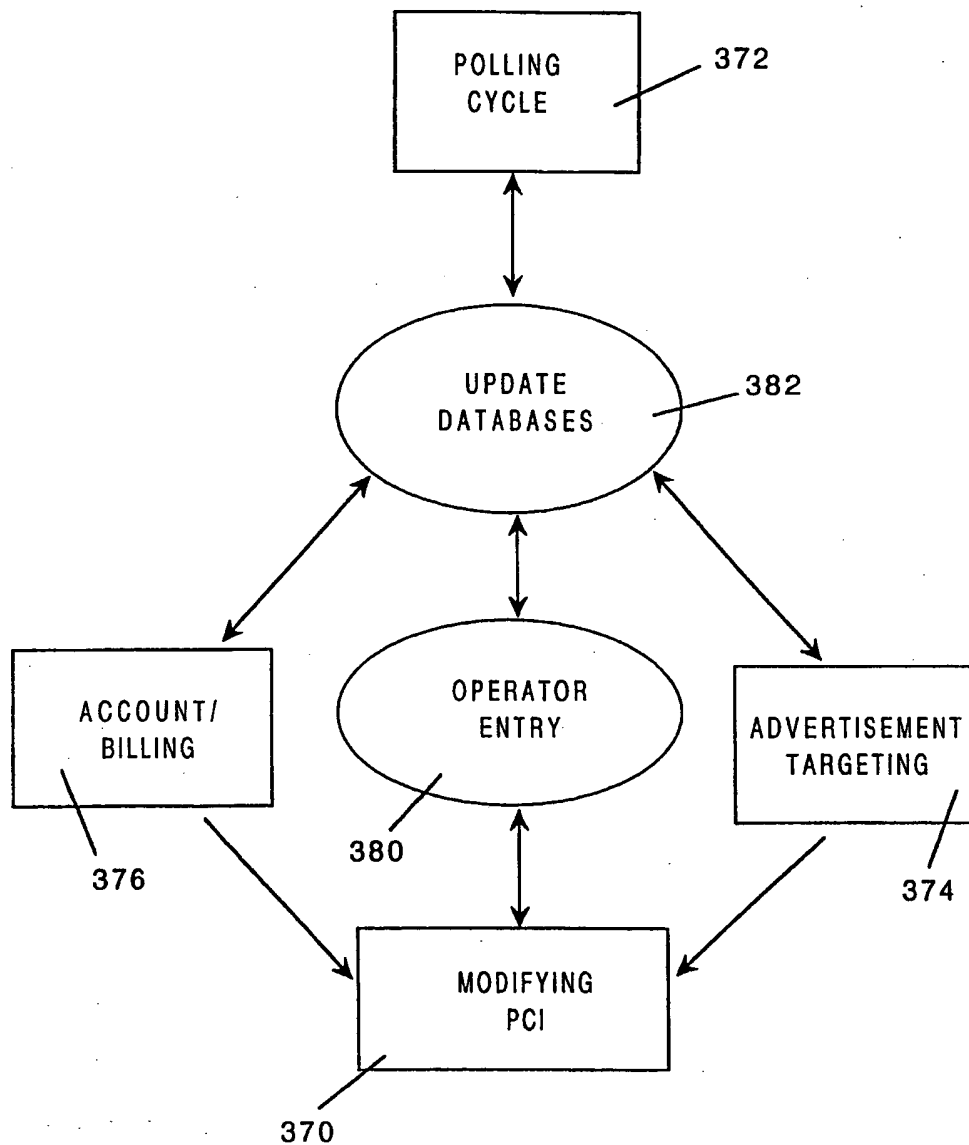 POLLING
CYCLE
372
UPDATE
DATABASES
382
ACCOUNT/
BILLING
376
OPERATOR
ENTRY
380
ADVERTISEMENT
TARGETING
374
MODIFYING
PCI
370